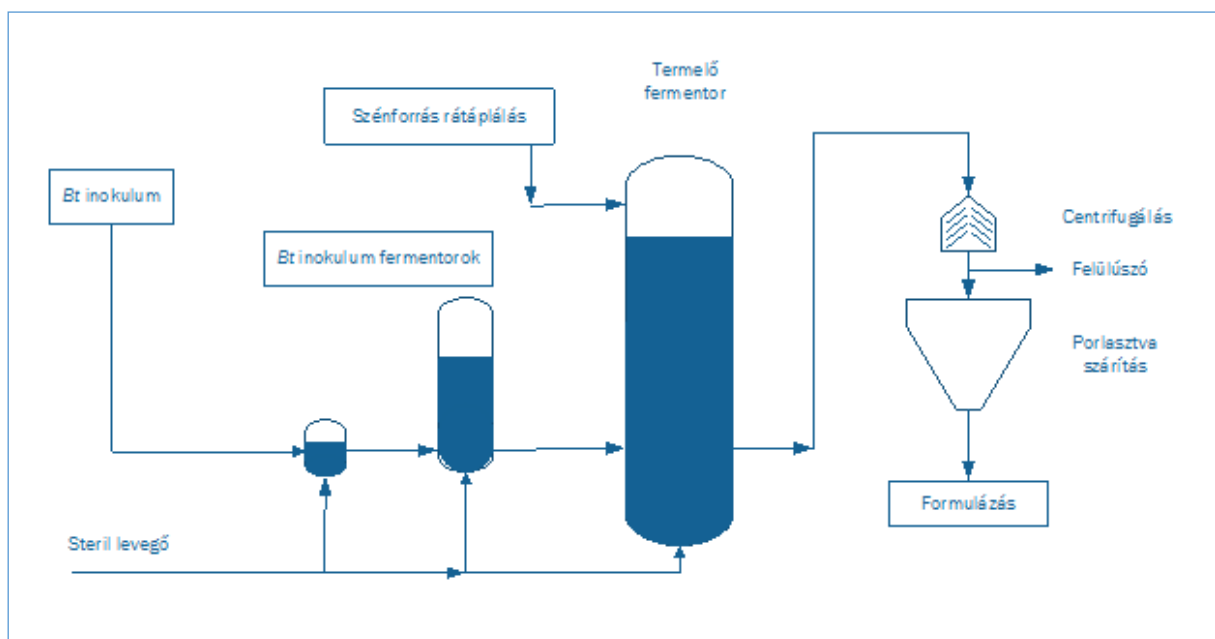 Termelő
fermentor
Szénforrás rátáplálás
Bt inokulum
Bt inokulum fermentorok
Centrifugálás
Felülúszó
Porlasztva
szárítás
Formulázás
Steril levegő